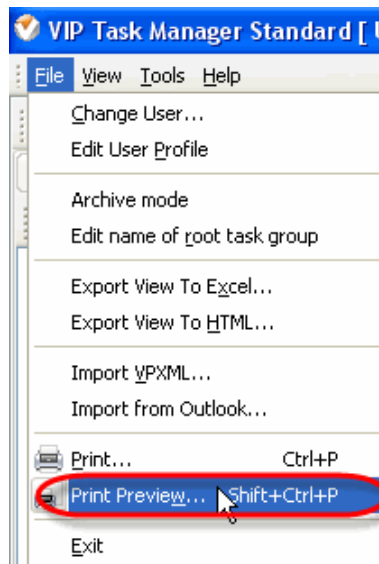 VIP Task Manager Standard [
File View Tools Help
Change User...
Edit User Profile
Archive mode
Edit name of root task group
Export View To Excel...
Export View To HTML...
Import VPXML...
Import from Outlook...
Print... Ctrl+P
Print Preview... Shift+Ctrl+P
Exit